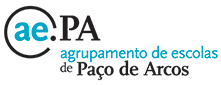 ae.PA
agrupamento de escolas
de Paço de Arcos